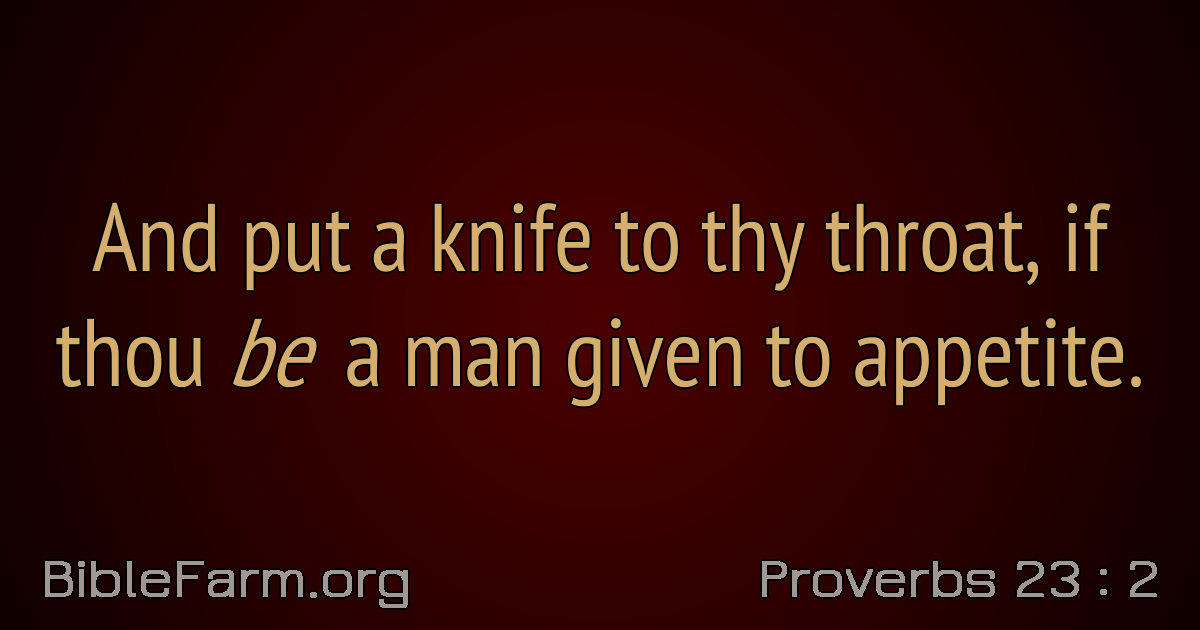 And put a knife to thy throat, if
thou be a man given to appetite.
BibleFarm.org
Proverbs 23 : 2